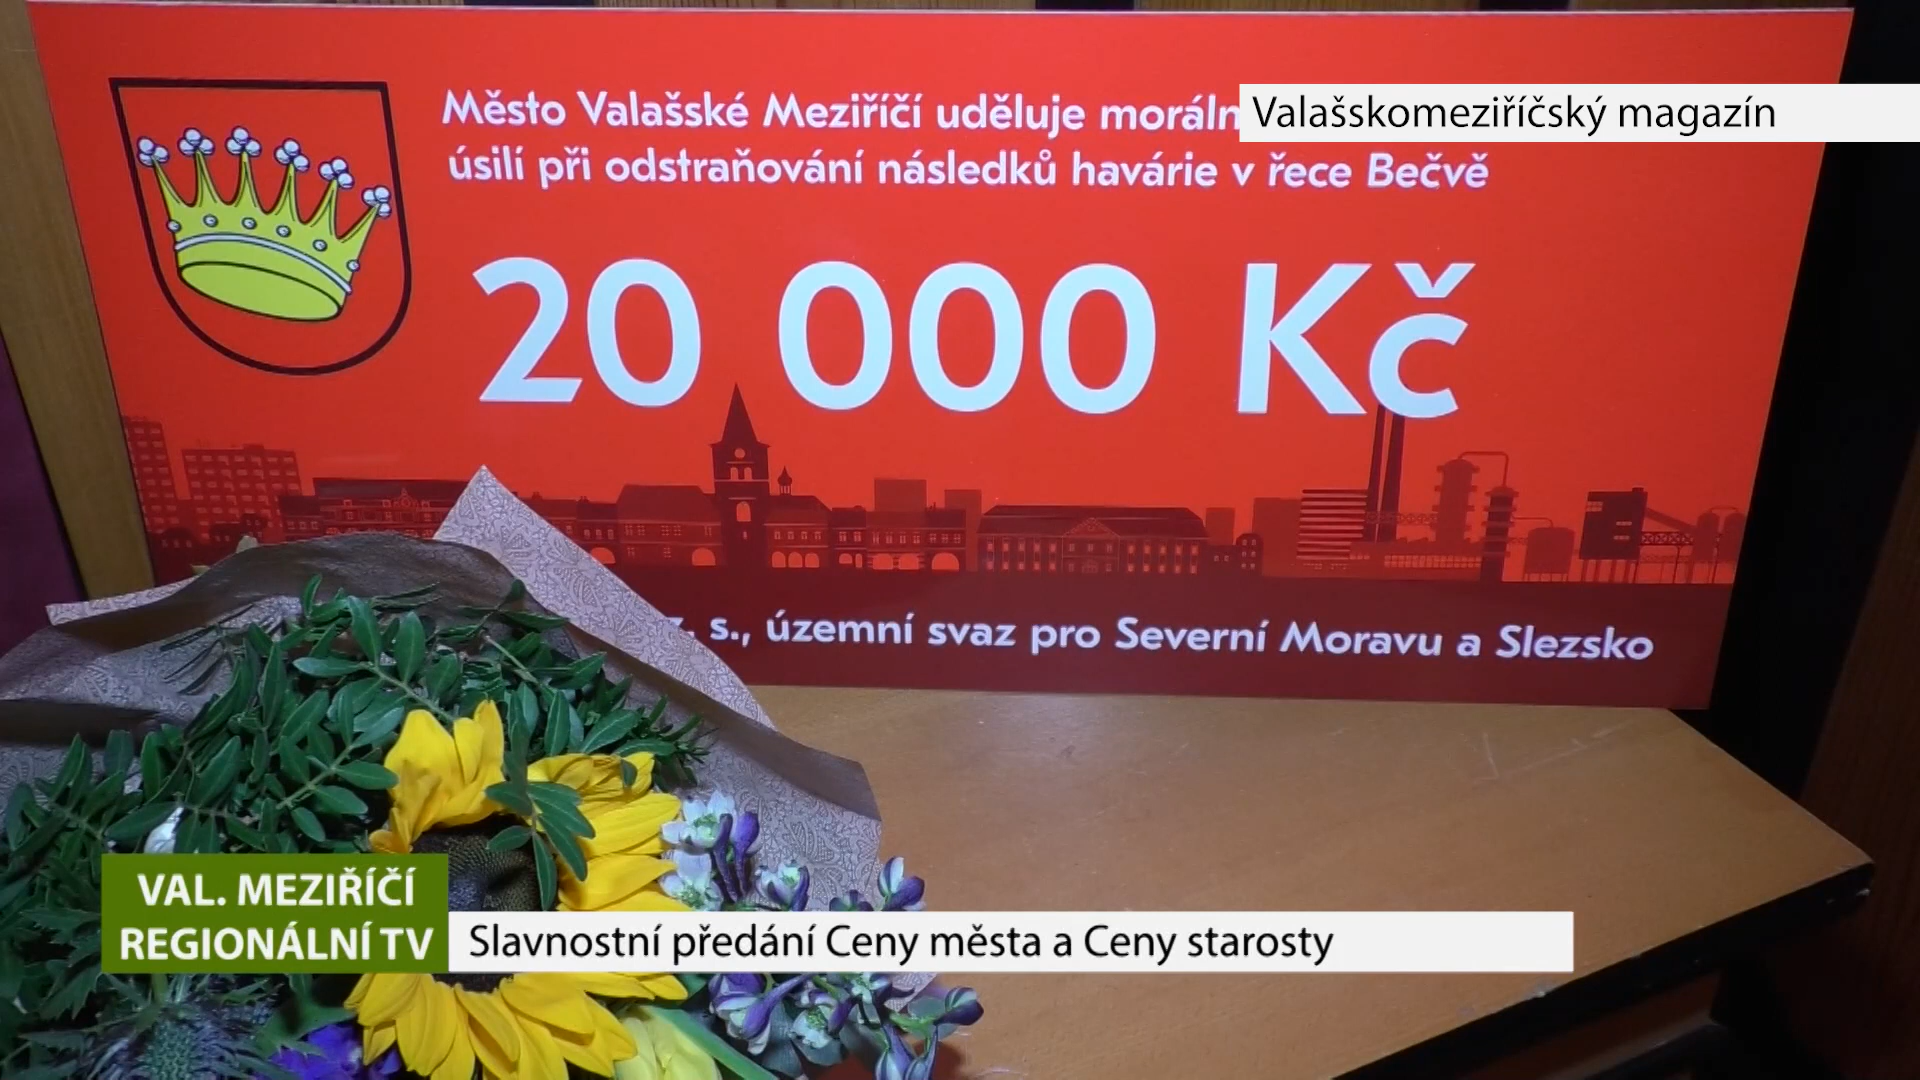 Město Valašské Meziříčí uděluje
Valašskomeziříčský magazín
úsilí při odstraňování následků havárie v řece Bečvě
20 000 Kč
z. s., územní svaz pro Severní Moravu a Slezsko
VAL. MEZIŘÍČÍ
REGIONÁLNÍ TV
Slavnostní předání Ceny města a Ceny starosty